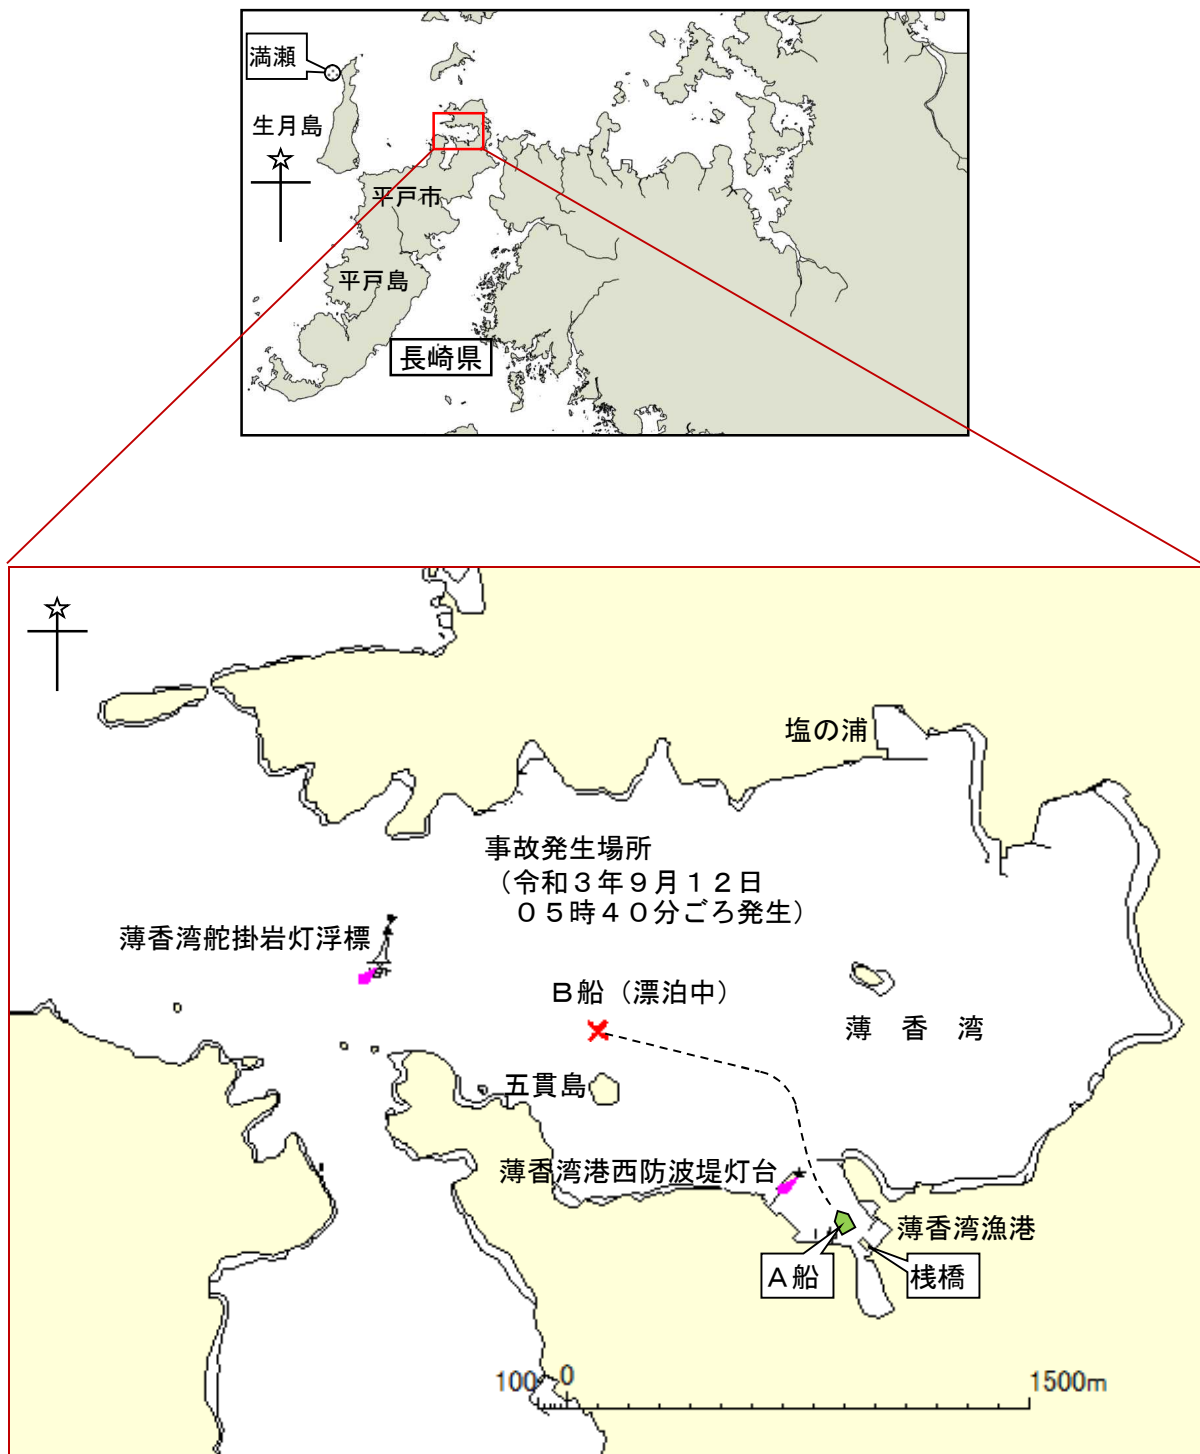 満瀬
生月島
平戸市
平戸島
長崎県
塩の浦
事故発生場所
（令和３年９月１２日
０５時４０分ごろ発生）
薄香湾舵掛岩灯浮標
Ｂ船（漂泊中）
薄　香　湾
五貫島
薄香湾港西防波堤灯台
薄香湾漁港
Ａ船
桟橋
100 0 1500m